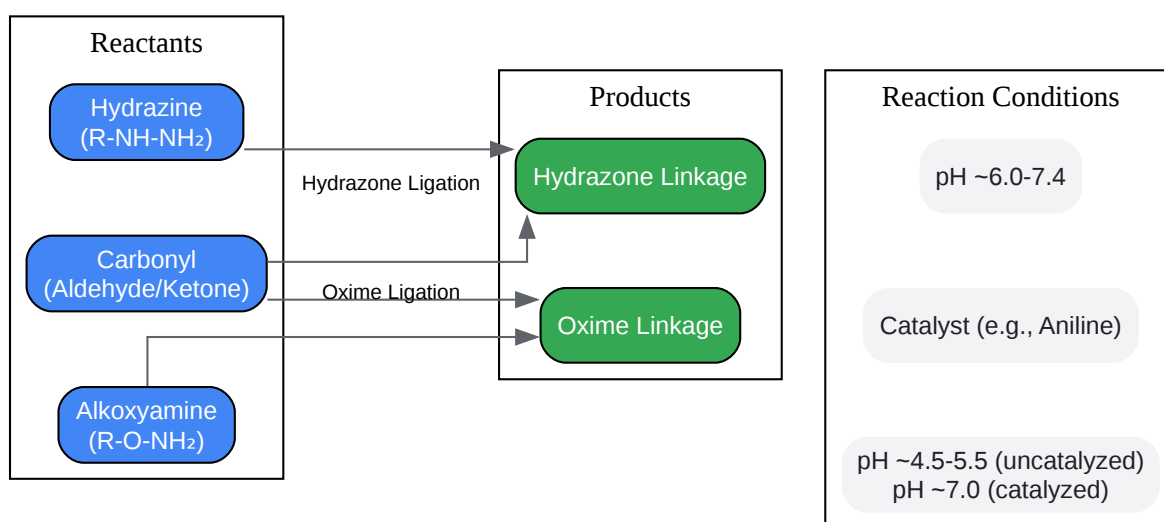 Reactants
Hydrazine
(R-NH-NH₂)
Carbonyl
(Aldehyde/Ketone)
Alkoxyamine
(R-O-NH₂)
Hydrazone Ligation
Oxime Ligation
Products
Hydrazone Linkage
Oxime Linkage
Reaction Conditions
pH ~6.0-7.4
Catalyst (e.g., Aniline)
pH ~4.5-5.5 (uncatalyzed)
pH ~7.0 (catalyzed)